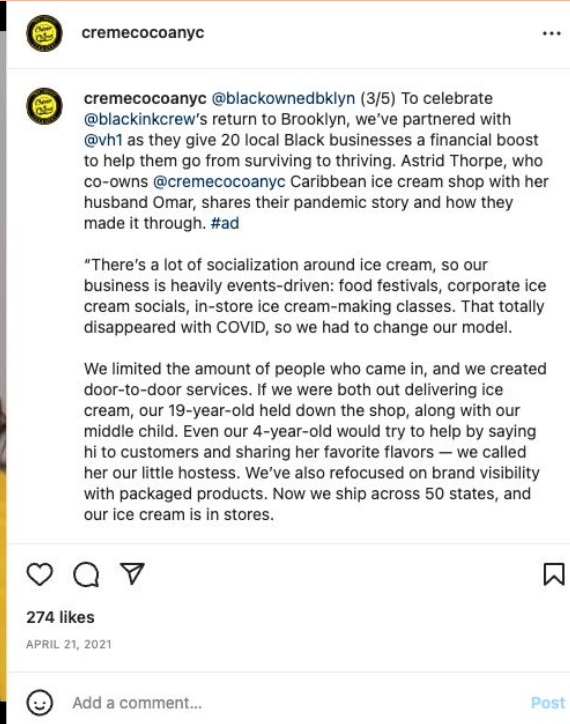 cremecocoanyc
cremecocoanyc @blackownedbklyn (3/5) To celebrate
@blackinkcrew's return to Brooklyn, we've partnered with
@vh1 as they give 20 local Black businesses a financial boost
to help them go from surviving to thriving. Astrid Thorpe, who
co-owns @cremecocoanyc Caribbean ice cream shop with her
husband Omar, shares their pandemic story and how they
made it through. #ad
“There's a lot of socialization around ice cream, so our
business is heavily events-driven: food festivals, corporate ice
cream socials, in-store ice cream-making classes. That totally
disappeared with COVID, so we had to change our model.
We limited the amount of people who came in, and we created
door-to-door services. If we were both out delivering ice
cream, our 19-year-old held down the shop, along with our
middle child. Even our 4-year-old would try to help by saying
hi to customers and sharing her favorite flavors — we called
her our little hostess. We've also refocused on brand visibility
with packaged products. Now we ship across 50 states, and
our ice cream is in stores.
274 likes
APRIL 21, 2021
Add a comment...
Post